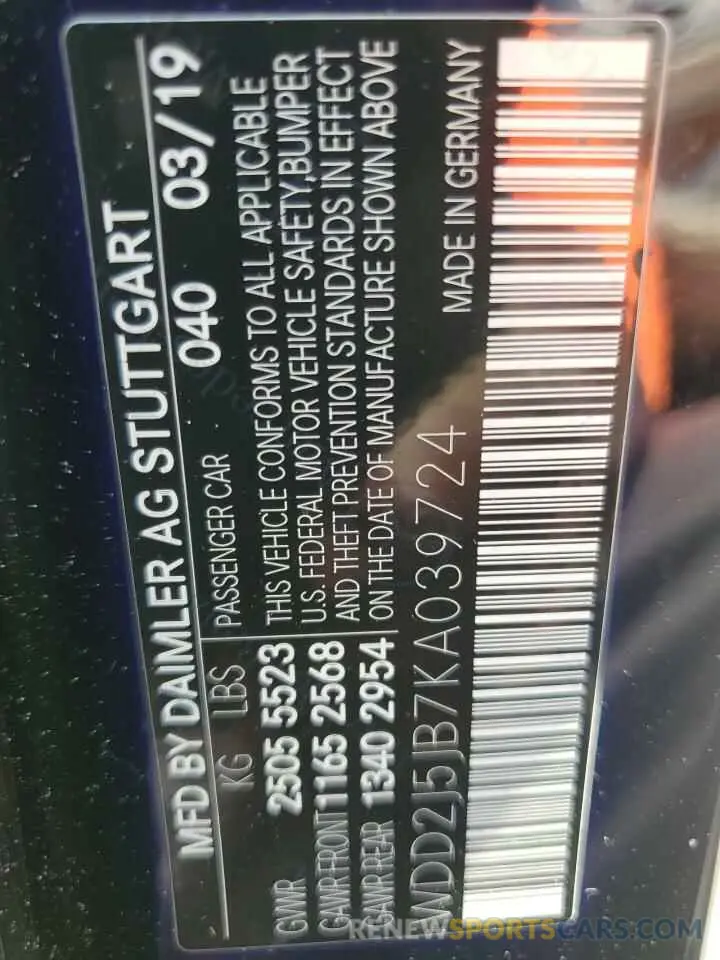 MFD BY DAIMLER AG STUTTGART
040 03/19
KG LBS PASSENGER CAR
GVWR 2505 5523
GAWR FRONT 1165 2568
GAWR REAR 1340 2954
THIS VEHICLE CONFORMS TO ALL APPLICABLE
U.S. FEDERAL MOTOR VEHICLE SAFETY,BUMPER
AND THEFT PREVENTION STANDARDS IN EFFECT
ON THE DATE OF MANUFACTURE SHOWN ABOVE
MADE IN GERMANY
WDD2J5JB7KA039724
RENEWSPORTSCARS.COM